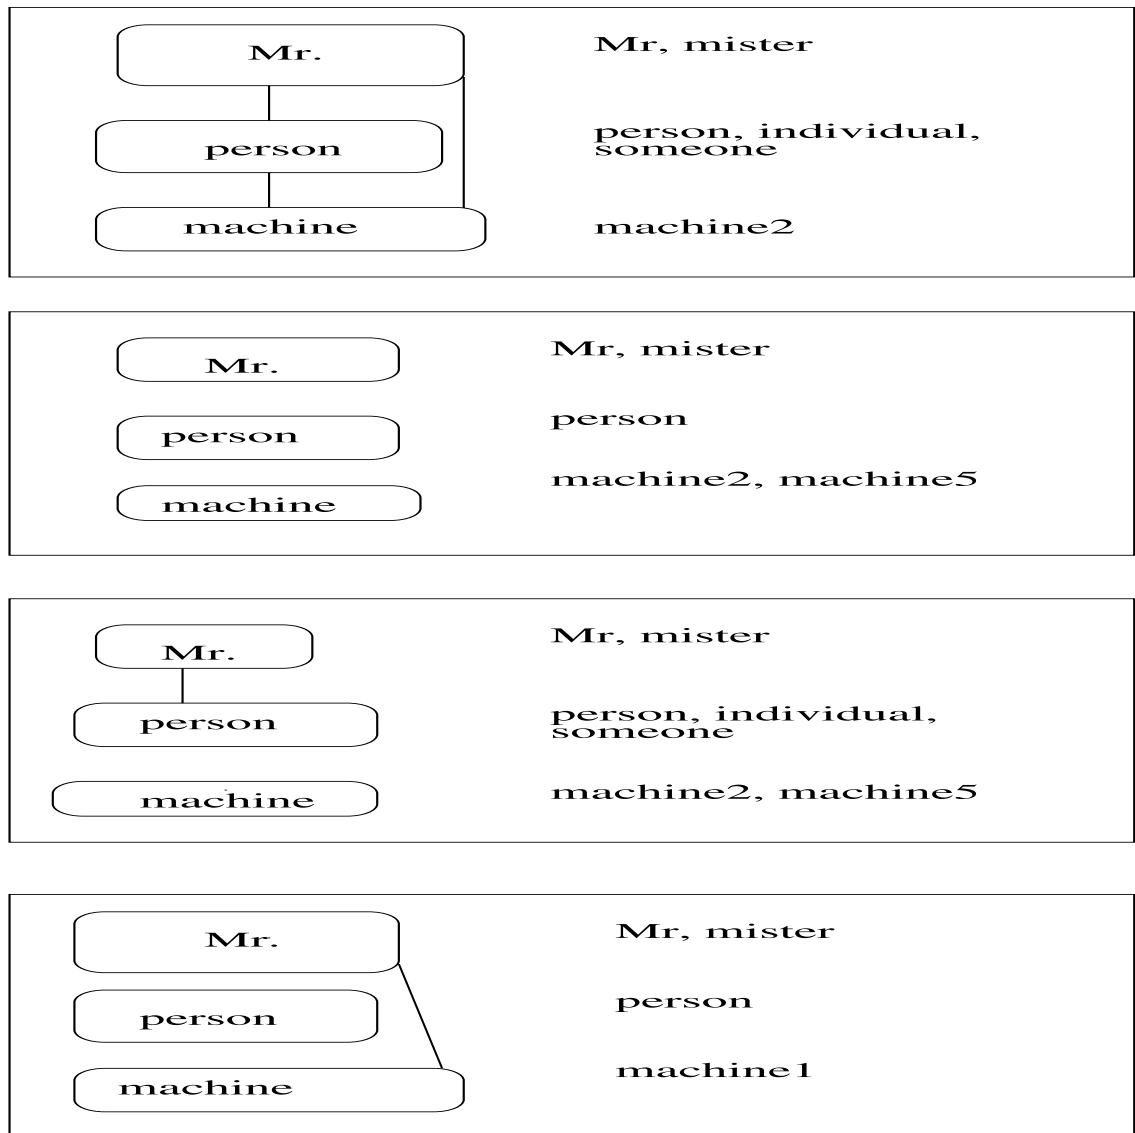 Mr.
Mr, mister
person
person, individual,
someone
machine
machine2
Mr.
Mr, mister
person
person
machine
machine2, machine5
Mr.
Mr, mister
person
person, individual,
someone
machine
machine2, machine5
Mr.
Mr, mister
person
person
machine
machine1